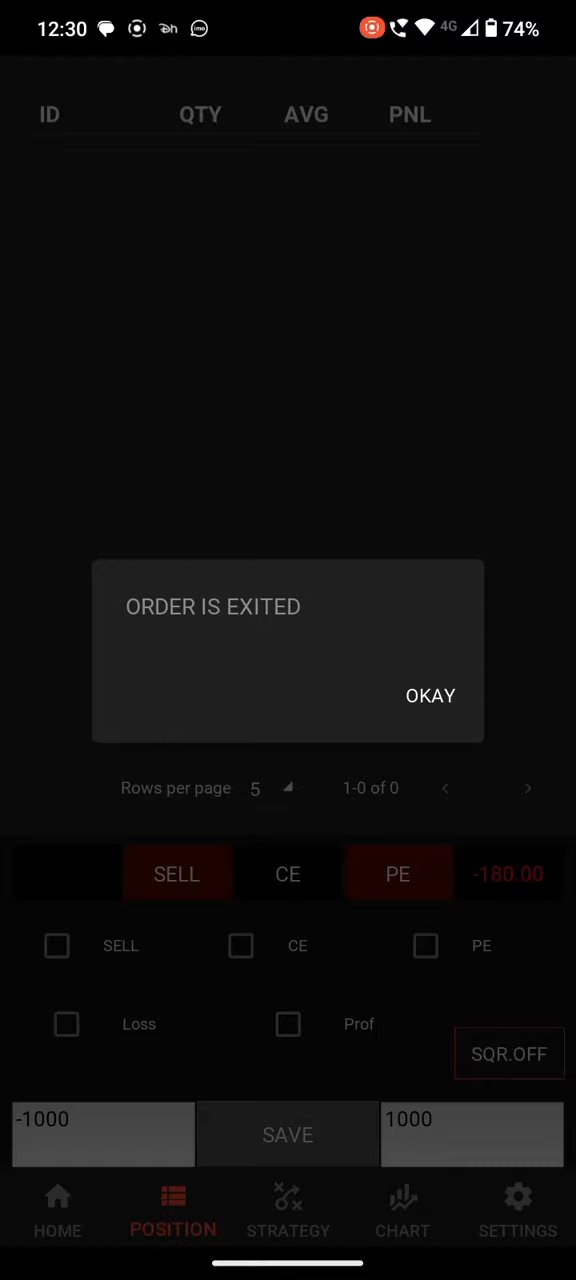 12:30 4G 74%
ID QTY AVG PNL
ORDER IS EXITED
OKAY
Rows per page 5 1-0 of 0
SELL CE PE -180.00
SELL CE PE
Loss Prof
SQR.OFF
-1000 SAVE 1000
HOME POSITION STRATEGY CHART SETTINGS